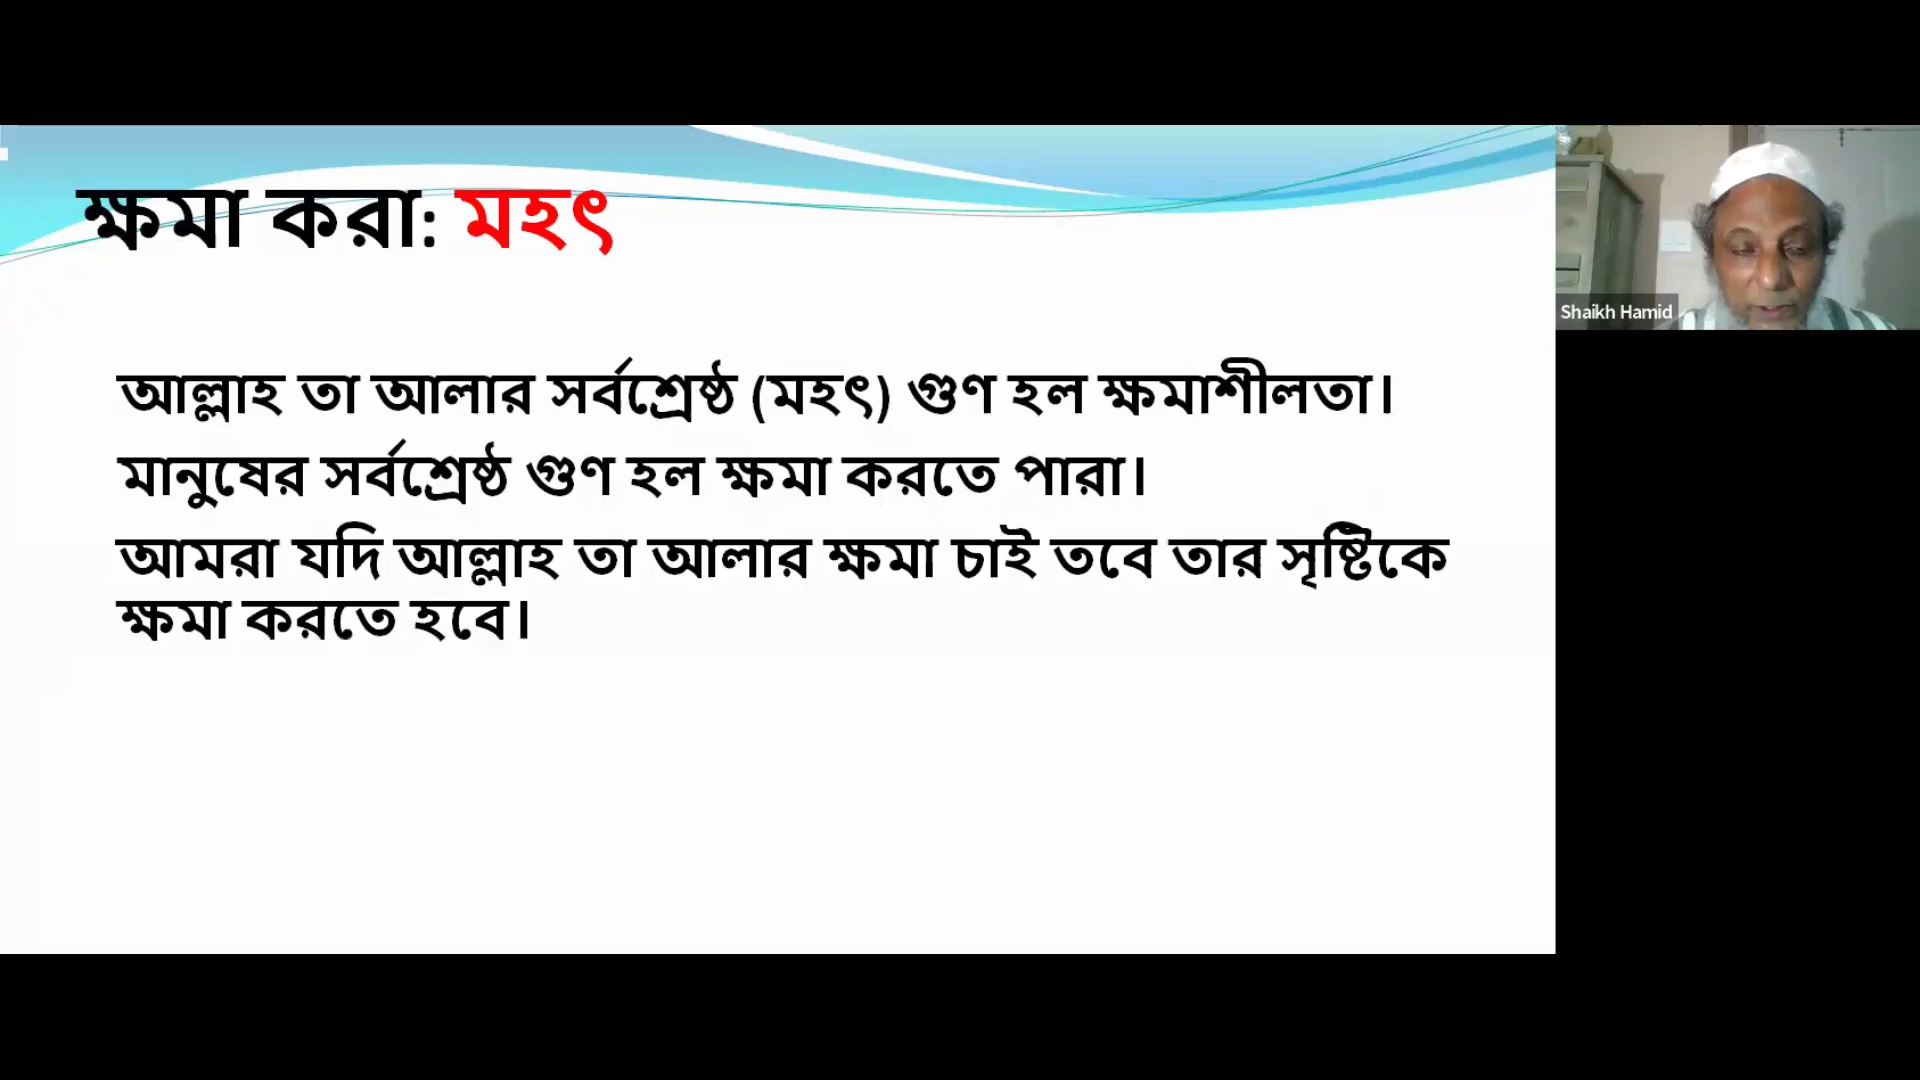 ক্ষমা করা: মহৎ
আল্লাহ তা আলার সর্বশ্রেষ্ঠ (মহৎ) গুণ হল ক্ষমাশীলতা।
মানুষের সর্বশ্রেষ্ঠ গুণ হল ক্ষমা করতে পারা।
আমরা যদি আল্লাহ তা আলার ক্ষমা চাই তবে তার সৃষ্টিকে
ক্ষমা করতে হবে।
Shaikh Hamid